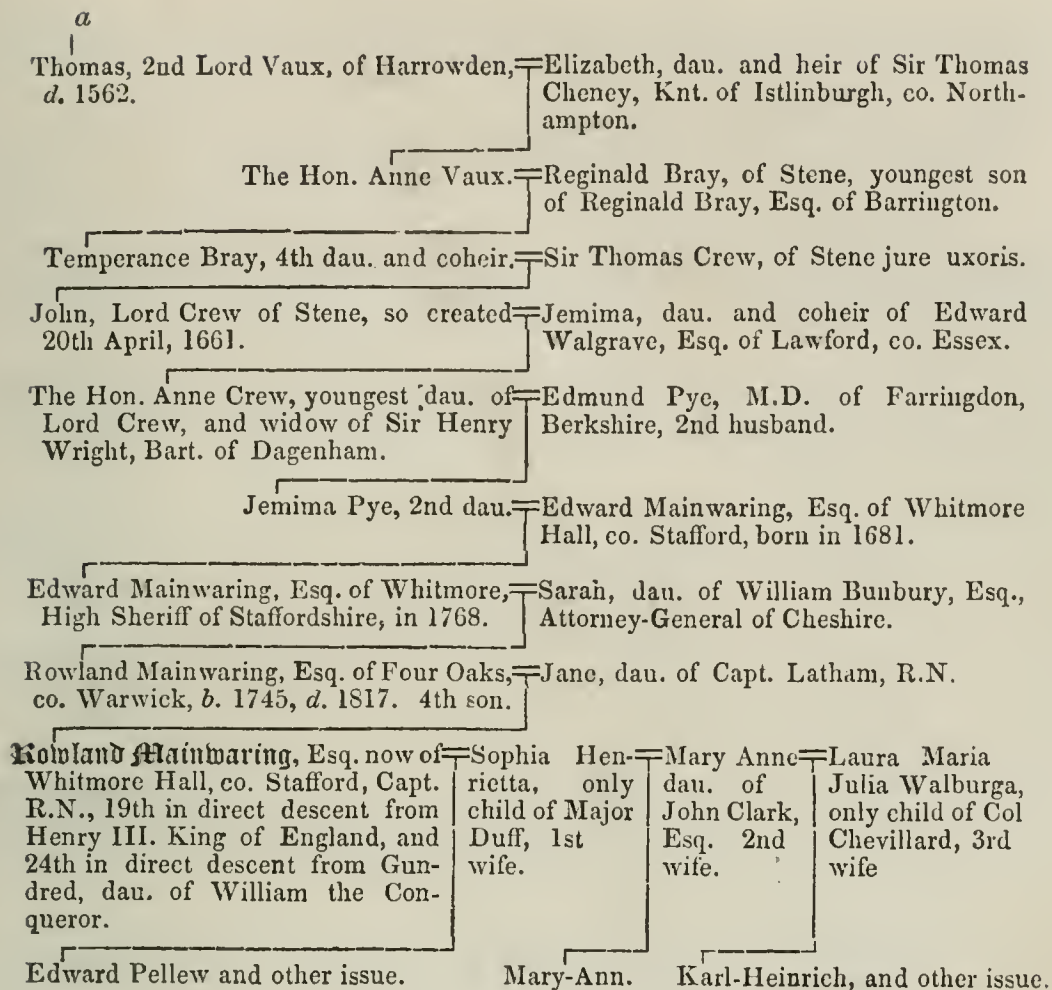 a
Thomas, 2nd Lord Vaux, of Harrowden,
d. 1562.
Elizabeth, dau. and heir of Sir Thomas
Cheney, Knt. of Istlinburgh, co. North-
ampton.
The Hon. Anne Vaux.
Reginald Bray, of Stene, youngest son
of Reginald Bray, Esq. of Barrington.
Temperance Bray, 4th dau. and coheir.
Sir Thomas Crew, of Stene jure uxoris.
John, Lord Crew of Stene, so created
20th April, 1661.
Jemima, dau. and coheir of Edward
Walgrave, Esq. of Lawford, co. Essex.
The Hon. Anne Crew, youngest dau. of
Lord Crew, and widow of Sir Henry
Wright, Bart. of Dagenham.
Edmund Pye, M.D. of Farringdon,
Berkshire, 2nd husband.
Jemima Pye, 2nd dau.
Edward Mainwaring, Esq. of Whitmore
Hall, co. Stafford, born in 1681.
Edward Mainwaring, Esq. of Whitmore,
High Sheriff of Staffordshire, in 1768.
Sarah, dau. of William Bunbury, Esq.,
Attorney-General of Cheshire.
Rowland Mainwaring, Esq. of Four Oaks,
co. Warwick, b. 1745, d. 1817. 4th son.
Jane, dau. of Capt. Latham, R.N.
Rowland Mainwaring, Esq. now of
Whitmore Hall, co. Stafford, Capt.
R.N., 19th in direct descent from
Henry III. King of England, and
24th in direct descent from Gun-
dred, dau. of William the Con-
queror.
Sophia Hen-
rietta, only
child of Major
Duff, 1st
wife.
Mary Anne
dau. of
John Clark,
Esq. 2nd
wife.
Laura Maria
Julia Walburga,
only child of Col
Chevillard, 3rd
wife
Edward Pellew and other issue.
Mary-Ann.
Karl-Heinrich, and other issue.